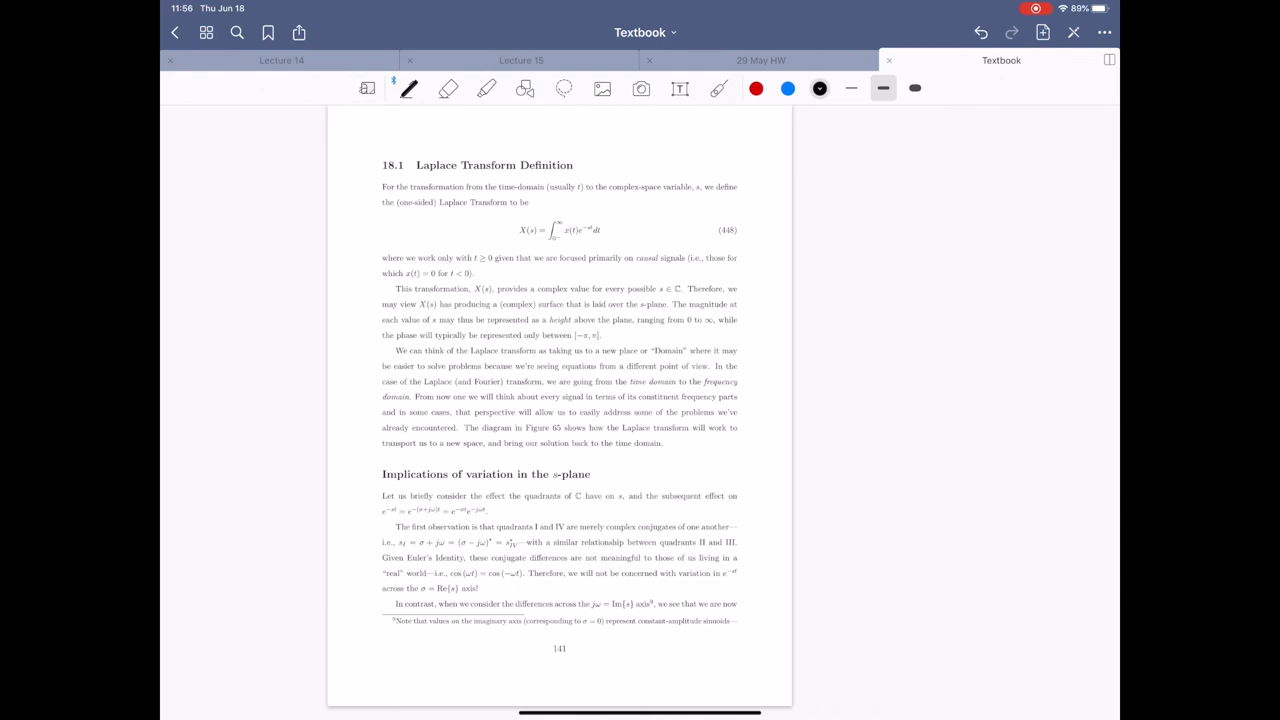 11:56 Thu Jun 18
89%
Textbook
Lecture 14
Lecture 15
29 May HW
Textbook
T
18.1 Laplace Transform Definition
For the transformation from the time-domain (usually t) to the complex-space variable, s, we define
the (one-sided) Laplace Transform to be
X(s) = ∫_{0⁻}^{∞} x(t)e^{−st}dt (448)
where we work only with t ≥ 0 given that we are focused primarily on causal signals (i.e., those for
which x(t) = 0 for t < 0).
This transformation, X(s), provides a complex value for every possible s ∈ ℂ. Therefore, we
may view X(s) has producing a (complex) surface that is laid over the s-plane. The magnitude at
each value of s may thus be represented as a height above the plane, ranging from 0 to ∞, while
the phase will typically be represented only between [−π, π].
We can think of the Laplace transform as taking us to a new place or “Domain” where it may
be easier to solve problems because we’re seeing equations from a different point of view. In the
case of the Laplace (and Fourier) transform, we are going from the time domain to the frequency
domain. From now one we will think about every signal in terms of its constituent frequency parts
and in some cases, that perspective will allow us to easily address some of the problems we’ve
already encountered. The diagram in Figure 65 shows how the Laplace transform will work to
transport us to a new space, and bring our solution back to the time domain.
Implications of variation in the s-plane
Let us briefly consider the effect the quadrants of ℂ have on s, and the subsequent effect on
e^{−st} = e^{−(σ+jω)t} = e^{−σt}e^{−jωt}.
The first observation is that quadrants I and IV are merely complex conjugates of one another—
i.e., s_I = σ + jω = (σ − jω)* = s*_{IV}—with a similar relationship between quadrants II and III.
Given Euler’s Identity, these conjugate differences are not meaningful to those of us living in a
“real” world—i.e., cos (ωt) = cos (−ωt). Therefore, we will not be concerned with variation in e^{−st}
across the σ = Re{s} axis!
In contrast, when we consider the differences across the jω = Im{s} axis⁹, we see that we are now
⁹Note that values on the imaginary axis (corresponding to σ = 0) represent constant-amplitude sinuoids—
141